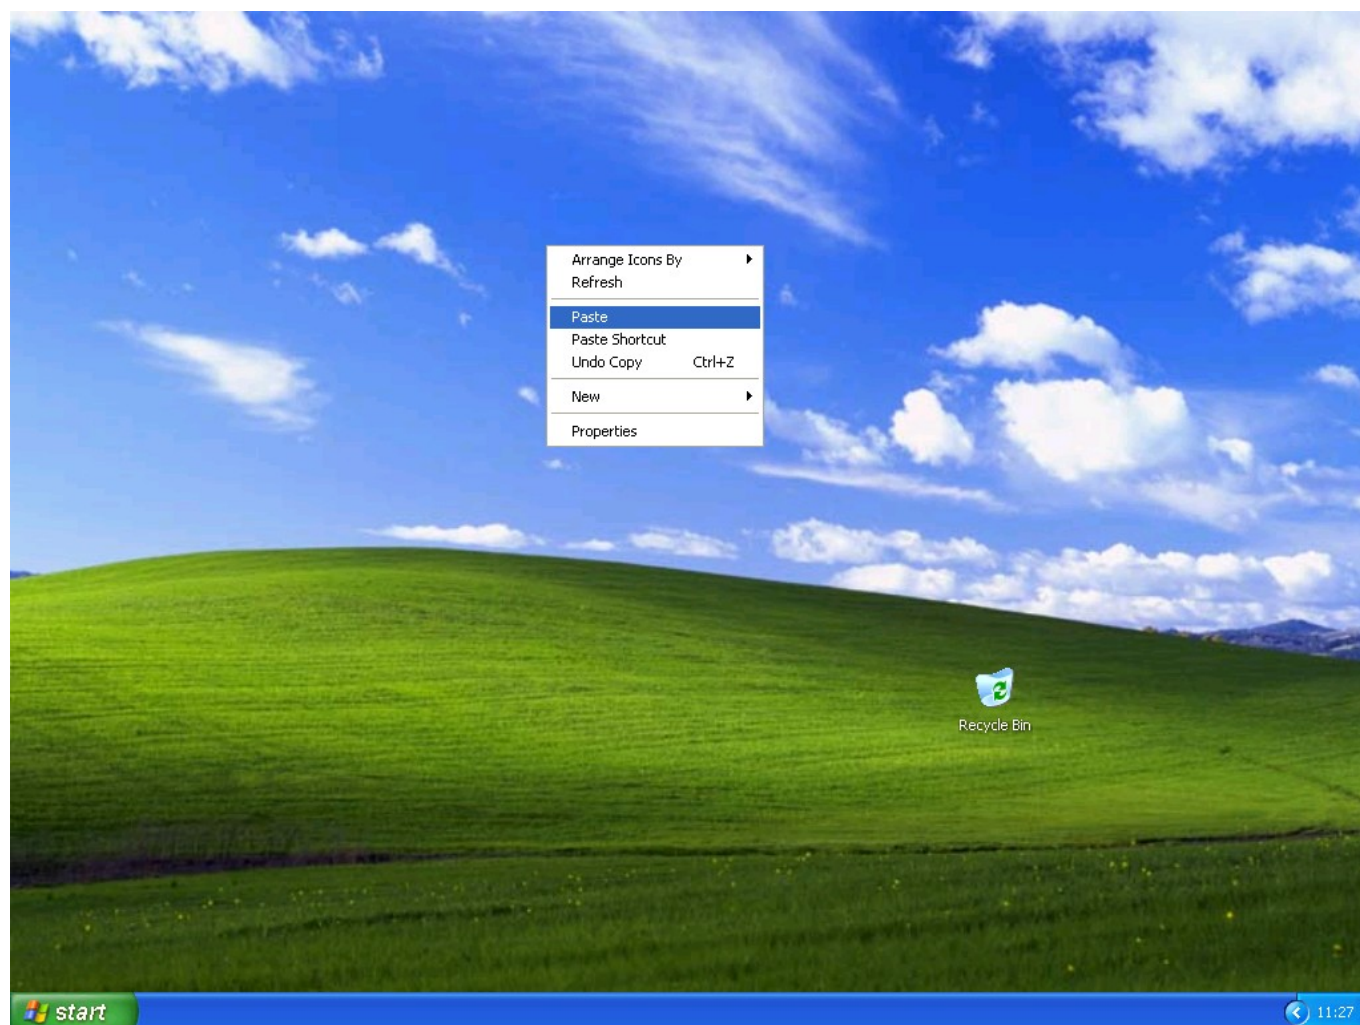 Arrange Icons By
Refresh
Paste
Paste Shortcut
Undo Copy Ctrl+Z
New
Properties
Recycle Bin
start 11:27